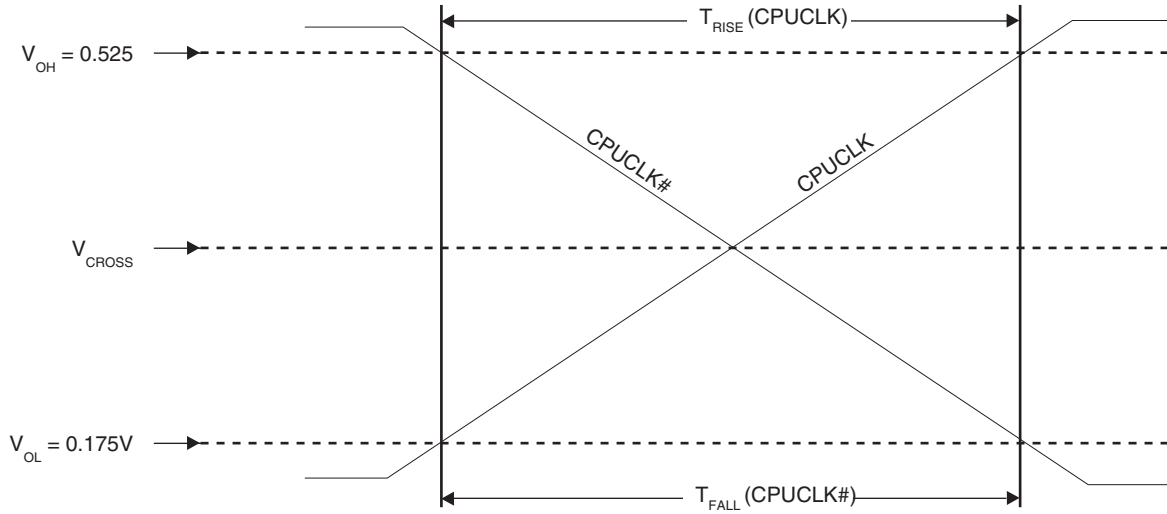 T_RISE (CPUCLK)
V_OH = 0.525
CPUCLK#
CPUCLK
V_CROSS
V_OL = 0.175V
T_FALL (CPUCLK#)